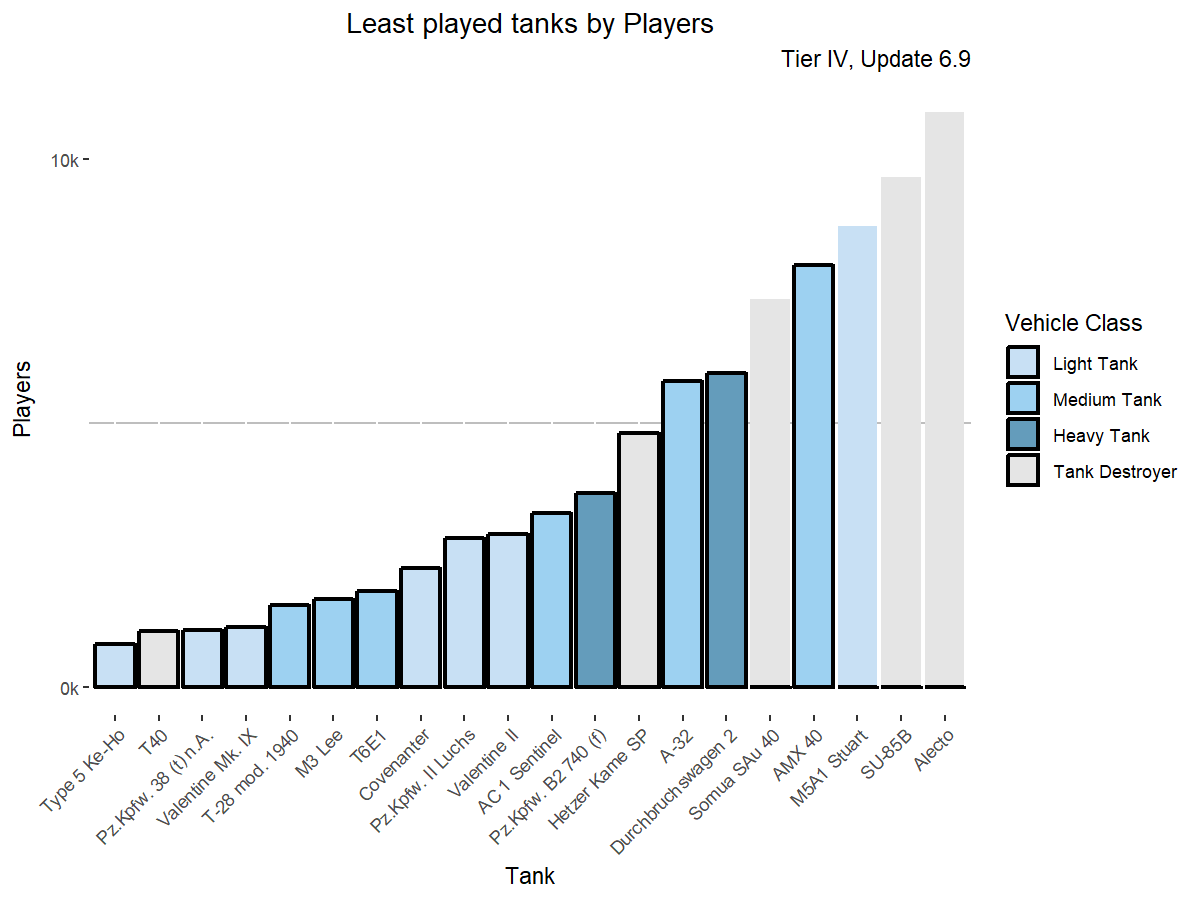 Least played tanks by Players
Tier IV, Update 6.9
10k
0k
Players
Type 5 Ke-Ho
T40
Pz.Kpfw. 38 (t) n.A.
Valentine Mk. IX
T-28 mod. 1940
M3 Lee
T6E1
Covenanter
Pz.Kpfw. II Luchs
Valentine II
AC 1 Sentinel
Pz.Kpfw. B2 740 (f)
Hetzer Kame SP
A-32
Durchbruchswagen 2
Somua SAu 40
AMX 40
M5A1 Stuart
SU-85B
Alecto
Tank
Vehicle Class
Light Tank
Medium Tank
Heavy Tank
Tank Destroyer